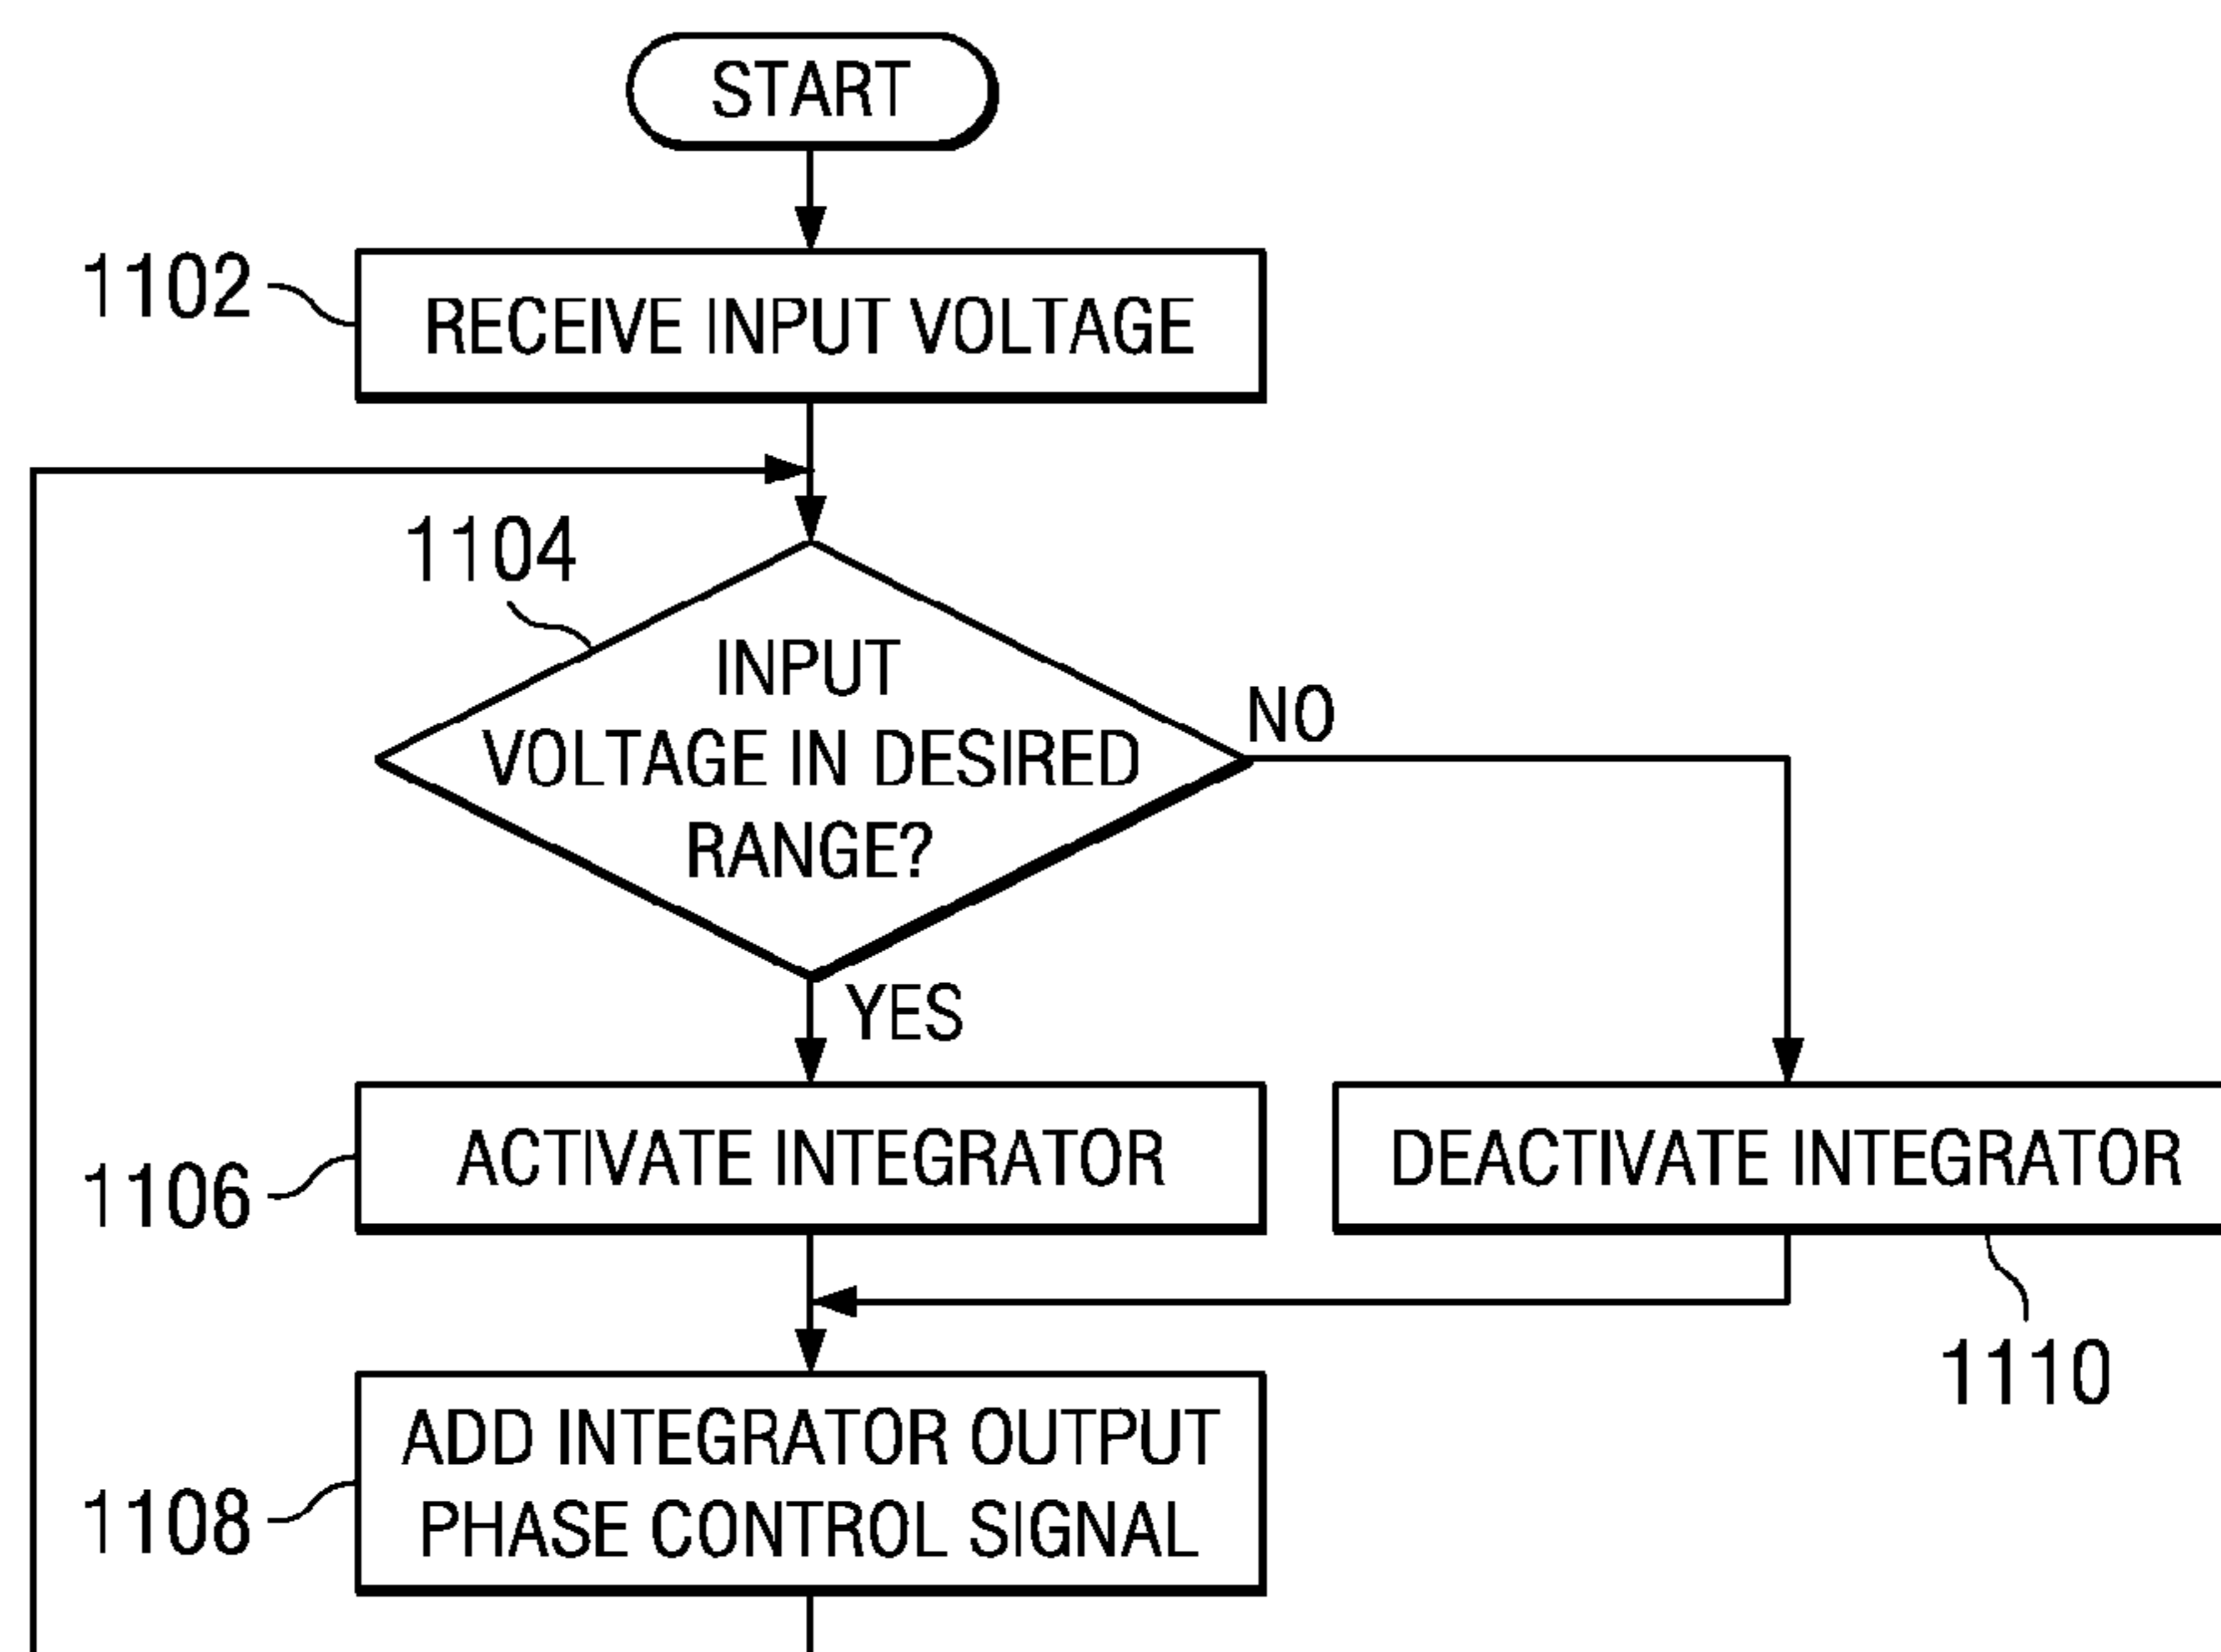 START
1102
RECEIVE INPUT VOLTAGE
1104
INPUT
VOLTAGE IN DESIRED
RANGE?
NO
YES
1106
ACTIVATE INTEGRATOR
DEACTIVATE INTEGRATOR
1110
1108
ADD INTEGRATOR OUTPUT
PHASE CONTROL SIGNAL